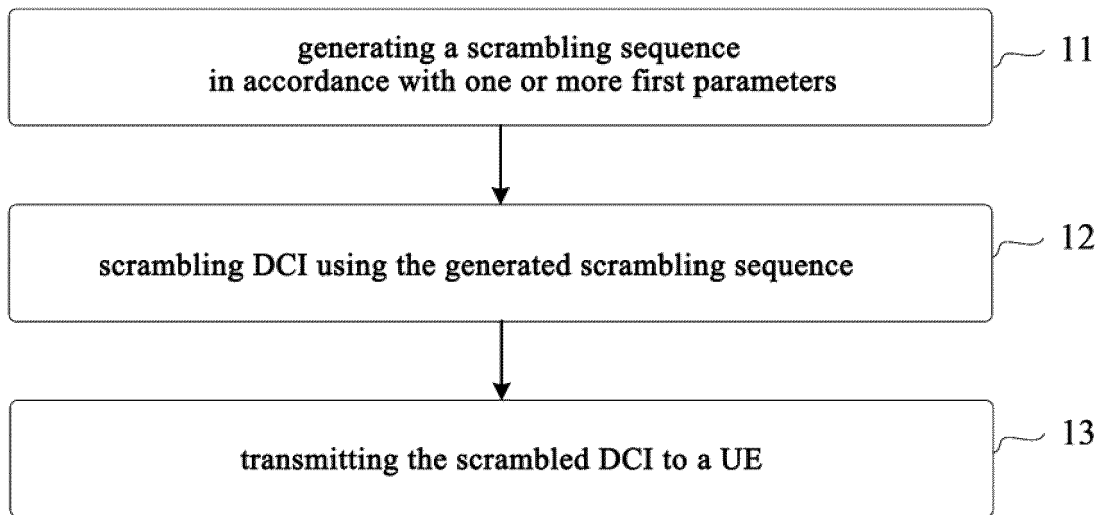 generating a scrambling sequence
in accordance with one or more first parameters
11
scrambling DCI using the generated scrambling sequence
12
transmitting the scrambled DCI to a UE
13